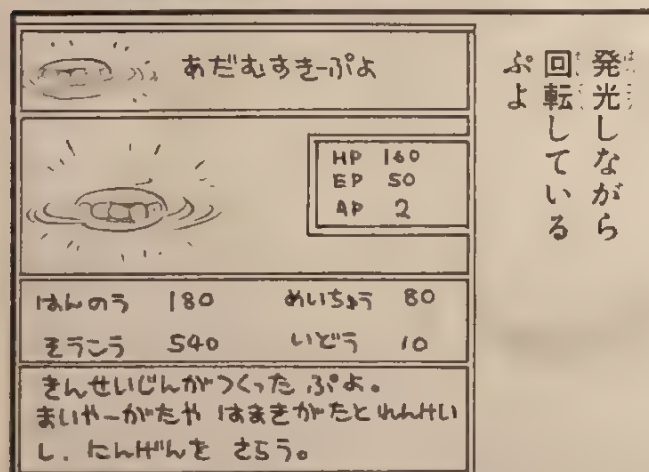 発光しながら
回転している
ぷよ
あだむすきーぷよ
HP 160
EP 50
AP 2
はんのう 180 めいちゅう 80
そうこう 540 いどう 10
きんせいじんがつくった ぷよ。
まいやーがたや はまきがたと れんけい
し、にんげんを さらう。